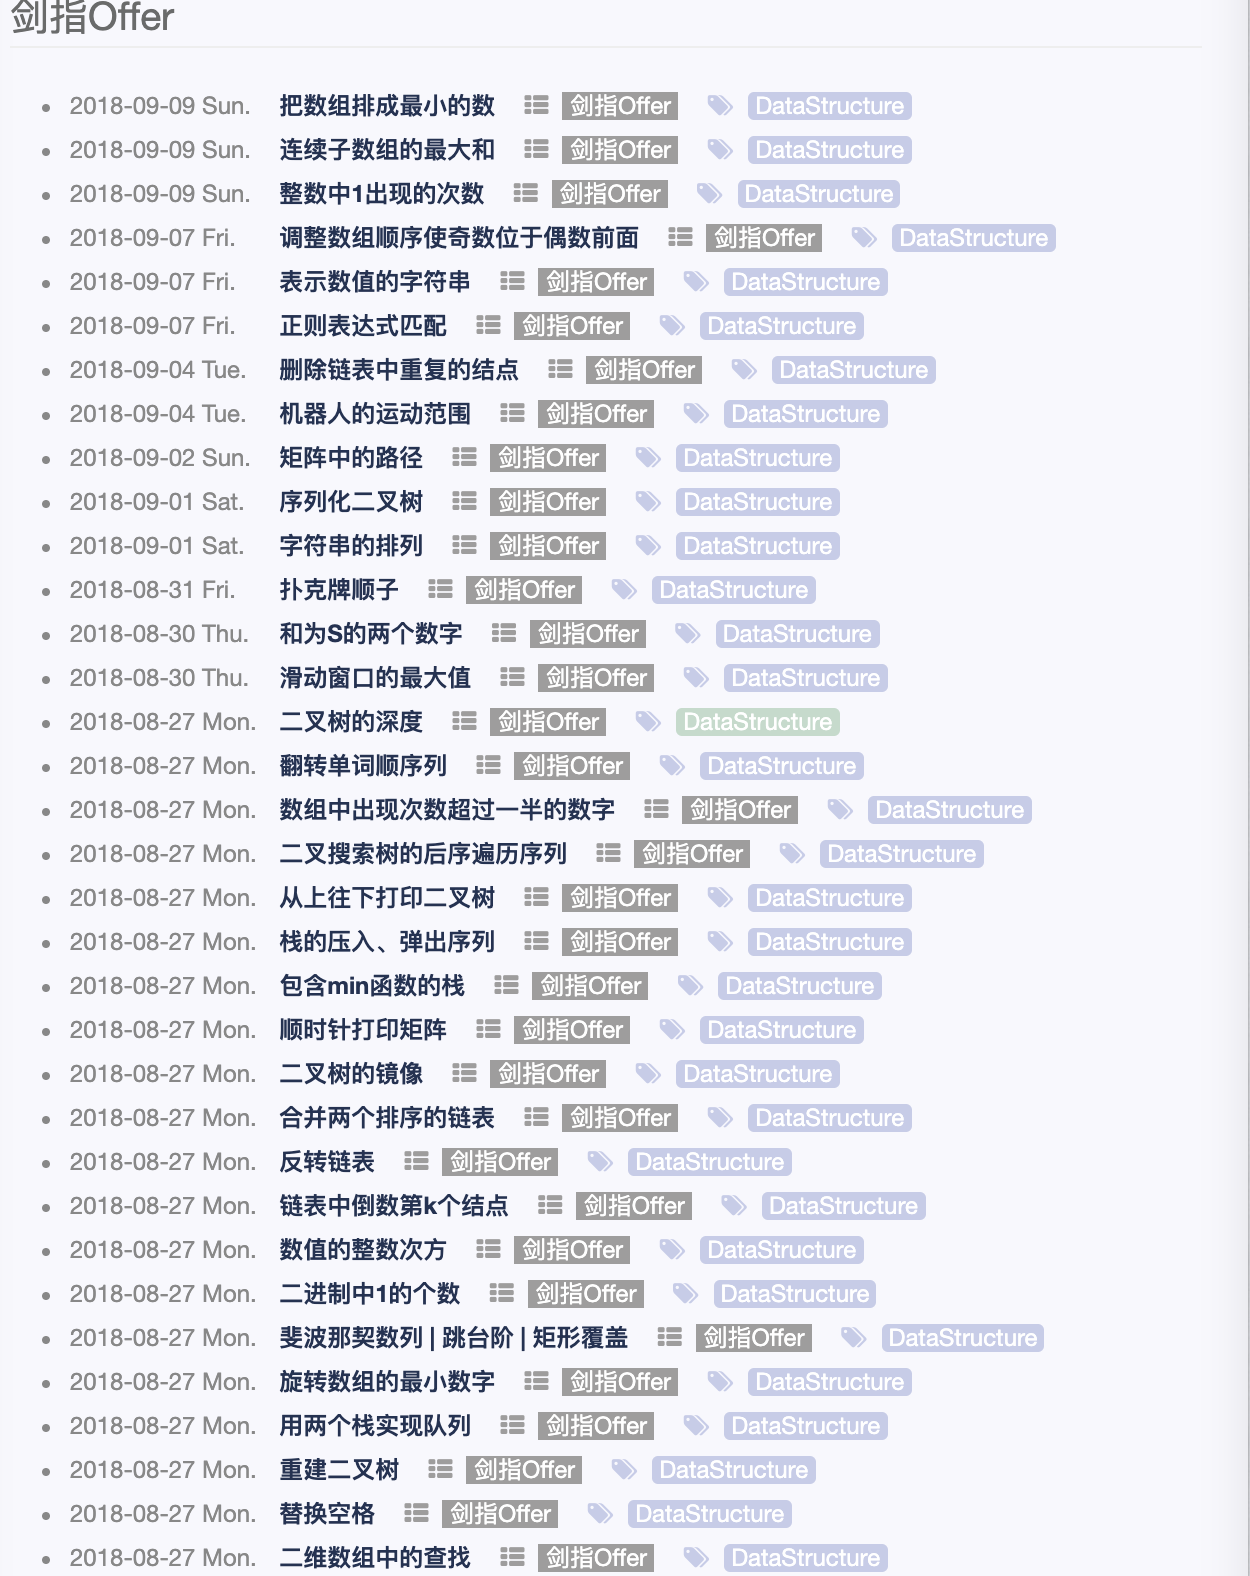 剑指Offer
2018-09-09 Sun. 把数组排成最小的数 剑指Offer DataStructure
2018-09-09 Sun. 连续子数组的最大和 剑指Offer DataStructure
2018-09-09 Sun. 整数中1出现的次数 剑指Offer DataStructure
2018-09-07 Fri. 调整数组顺序使奇数位于偶数前面 剑指Offer DataStructure
2018-09-07 Fri. 表示数值的字符串 剑指Offer DataStructure
2018-09-07 Fri. 正则表达式匹配 剑指Offer DataStructure
2018-09-04 Tue. 删除链表中重复的结点 剑指Offer DataStructure
2018-09-04 Tue. 机器人的运动范围 剑指Offer DataStructure
2018-09-02 Sun. 矩阵中的路径 剑指Offer DataStructure
2018-09-01 Sat. 序列化二叉树 剑指Offer DataStructure
2018-09-01 Sat. 字符串的排列 剑指Offer DataStructure
2018-08-31 Fri. 扑克牌顺子 剑指Offer DataStructure
2018-08-30 Thu. 和为S的两个数字 剑指Offer DataStructure
2018-08-30 Thu. 滑动窗口的最大值 剑指Offer DataStructure
2018-08-27 Mon. 二叉树的深度 剑指Offer DataStructure
2018-08-27 Mon. 翻转单词顺序列 剑指Offer DataStructure
2018-08-27 Mon. 数组中出现次数超过一半的数字 剑指Offer DataStructure
2018-08-27 Mon. 二叉搜索树的后序遍历序列 剑指Offer DataStructure
2018-08-27 Mon. 从上往下打印二叉树 剑指Offer DataStructure
2018-08-27 Mon. 栈的压入、弹出序列 剑指Offer DataStructure
2018-08-27 Mon. 包含min函数的栈 剑指Offer DataStructure
2018-08-27 Mon. 顺时针打印矩阵 剑指Offer DataStructure
2018-08-27 Mon. 二叉树的镜像 剑指Offer DataStructure
2018-08-27 Mon. 合并两个排序的链表 剑指Offer DataStructure
2018-08-27 Mon. 反转链表 剑指Offer DataStructure
2018-08-27 Mon. 链表中倒数第k个结点 剑指Offer DataStructure
2018-08-27 Mon. 数值的整数次方 剑指Offer DataStructure
2018-08-27 Mon. 二进制中1的个数 剑指Offer DataStructure
2018-08-27 Mon. 斐波那契数列 | 跳台阶 | 矩形覆盖 剑指Offer DataStructure
2018-08-27 Mon. 旋转数组的最小数字 剑指Offer DataStructure
2018-08-27 Mon. 用两个栈实现队列 剑指Offer DataStructure
2018-08-27 Mon. 重建二叉树 剑指Offer DataStructure
2018-08-27 Mon. 替换空格 剑指Offer DataStructure
2018-08-27 Mon. 二维数组中的查找 剑指Offer DataStructure